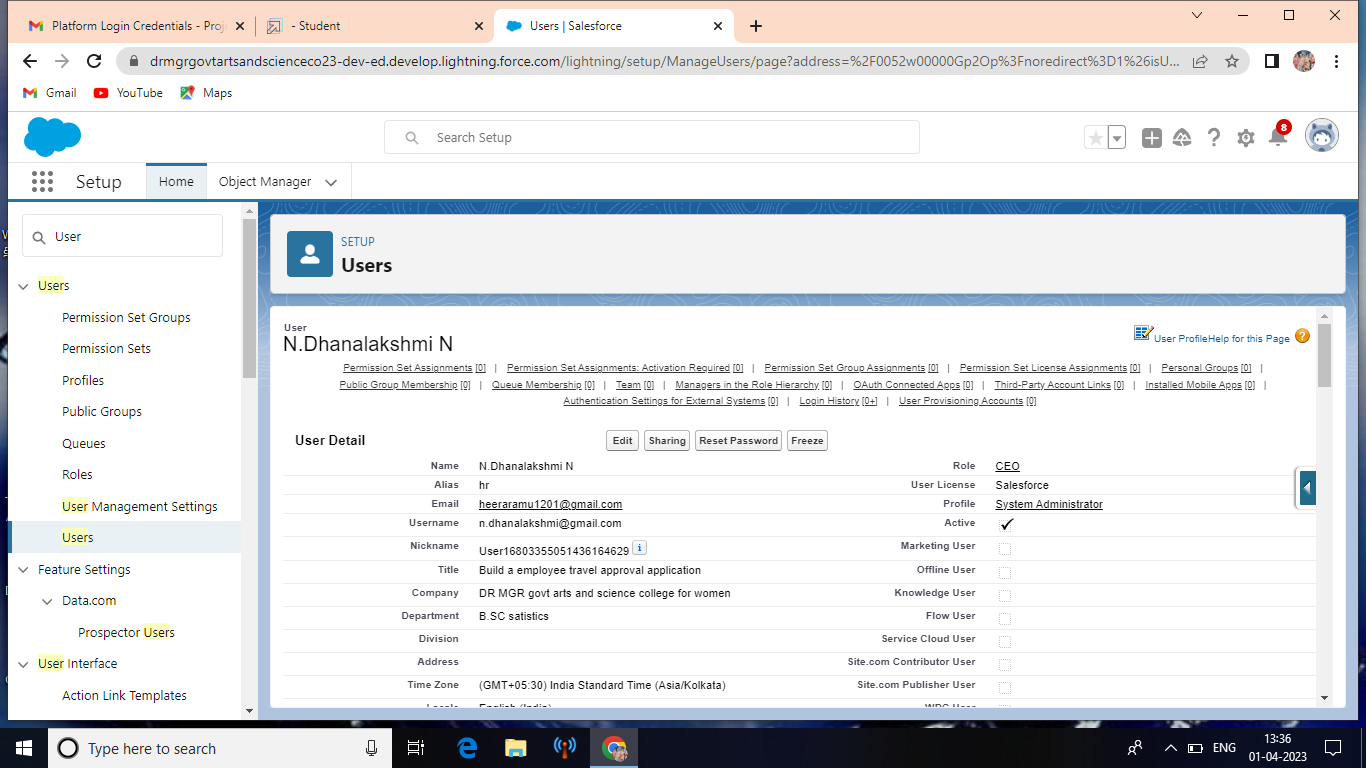 Platform Login Credentials - Proj
- Student
Users | Salesforce
drmgrgovtartsandscienceco23-dev-ed.develop.lightning.force.com/lightning/setup/ManageUsers/page?address=%2F0052w00000Gp2Op%3Fnoredirect%3D1%26isU...
Gmail
YouTube
Maps
Search Setup
8
Setup
Home
Object Manager
User
Users
Permission Set Groups
Permission Sets
Profiles
Public Groups
Queues
Roles
User Management Settings
Users
Feature Settings
Data.com
Prospector Users
User Interface
Action Link Templates
SETUP
Users
User
N.Dhanalakshmi N
User Profile Help for this Page
Permission Set Assignments [0] | Permission Set Assignments: Activation Required [0] | Permission Set Group Assignments [0] | Permission Set License Assignments [0] | Personal Groups [0] |
Public Group Membership [0] | Queue Membership [0] | Team [0] | Managers in the Role Hierarchy [0] | OAuth Connected Apps [0] | Third-Party Account Links [0] | Installed Mobile Apps [0] |
Authentication Settings for External Systems [0] | Login History [0+] | User Provisioning Accounts [0]
User Detail
Edit Sharing Reset Password Freeze
Name N.Dhanalakshmi N Role CEO
Alias hr User License Salesforce
Email heeraramu1201@gmail.com Profile System Administrator
Username n.dhanalakshmi@gmail.com Active
Nickname User16803355051436164629 i Marketing User
Title Build a employee travel approval application Offline User
Company DR MGR govt arts and science college for women Knowledge User
Department B.SC satistics Flow User
Division Service Cloud User
Address Site.com Contributor User
Time Zone (GMT+05:30) India Standard Time (Asia/Kolkata) Site.com Publisher User
Locale English (India) WDC User
Type here to search
ENG
13:36
01-04-2023